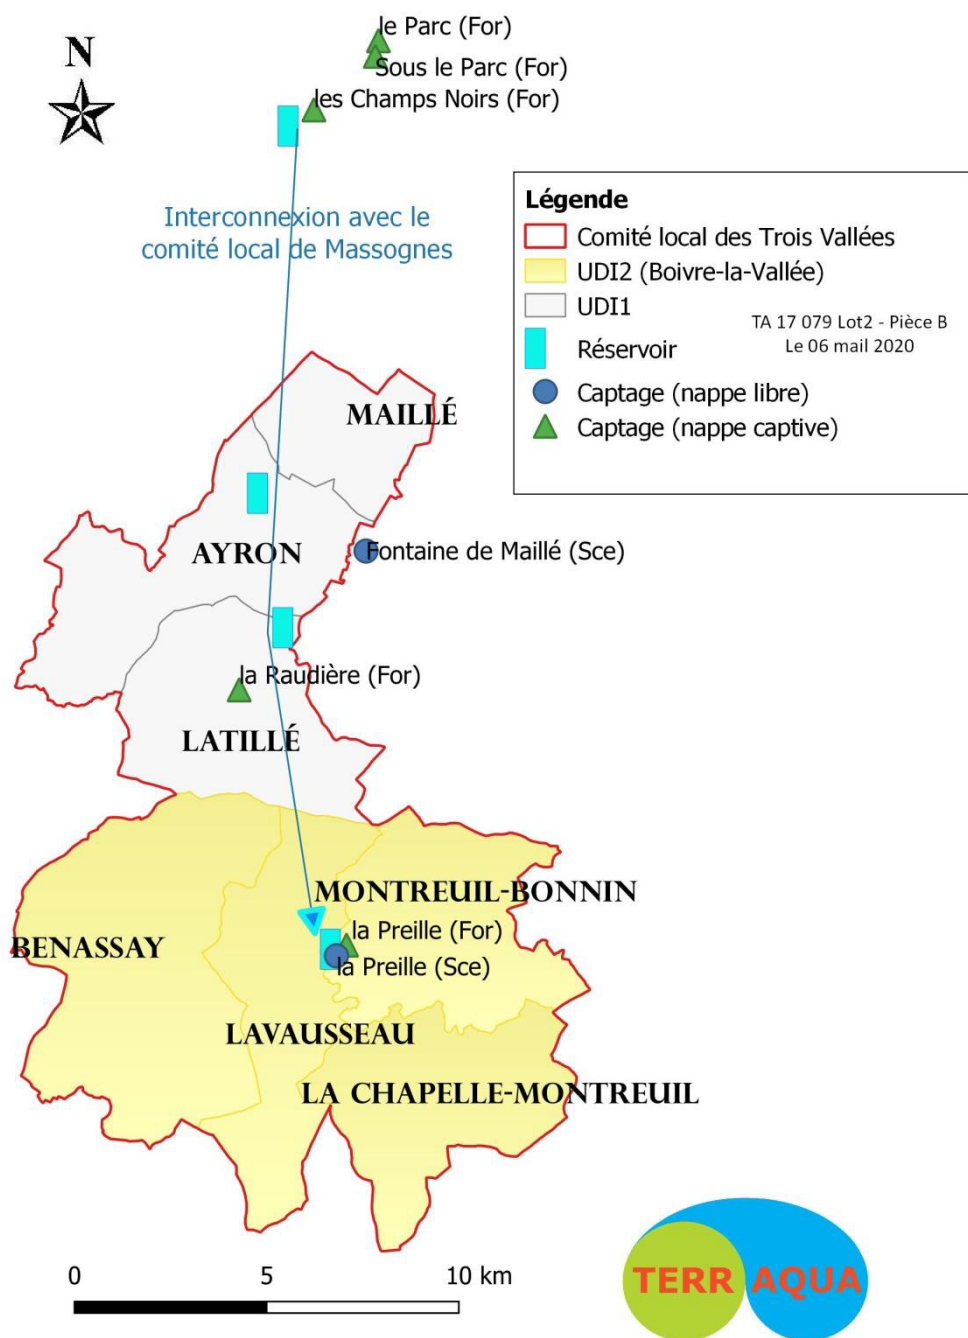 le Parc (For)
N
Sous le Parc (For)
les Champs Noirs (For)
Interconnexion avec le
comité local de Massognes
Légende
Comité local des Trois Vallées
UDI2 (Boivre-la-Vallée)
UDI1
TA 17 079 Lot2 - Pièce B
Le 06 mail 2020
Réservoir
Captage (nappe libre)
Captage (nappe captive)
MAILLÉ
AYRON
Fontaine de Maillé (Sce)
la Raudière (For)
LATILLÉ
MONTREUIL-BONNIN
la Preille (For)
BENASSAY
la Preille (Sce)
LAVAUSSEAU
LA CHAPELLE-MONTREUIL
0 5 10 km
TERR AQUA